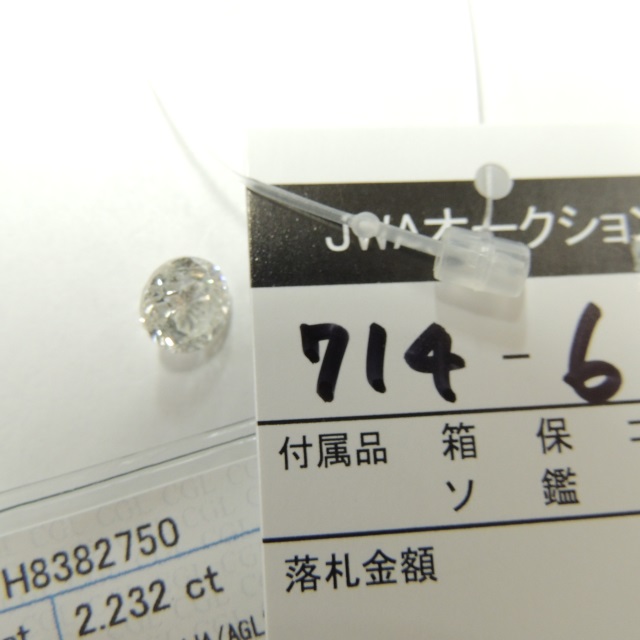 JWAオークション
714-6
付属品 箱 保
ソ 鑑
落札金額
H8382750
2.232 ct